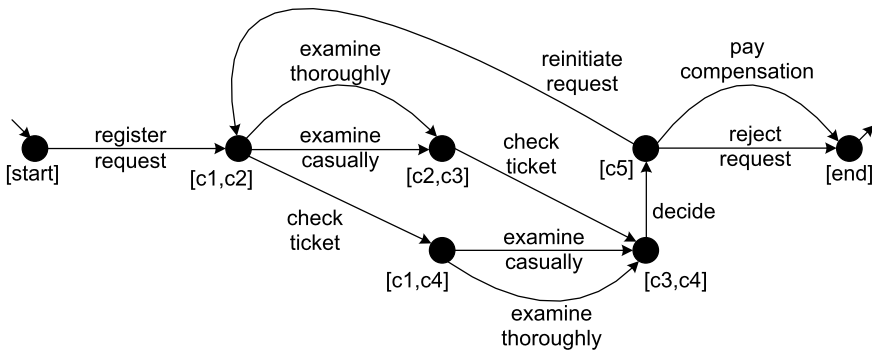 examine
thoroughly
reinitiate
request
pay
compensation
register
request
examine
casually
check
ticket
reject
request
[start]
[c1,c2]
[c2,c3]
[c5]
[end]
check
ticket
examine
casually
decide
[c1,c4]
[c3,c4]
examine
thoroughly